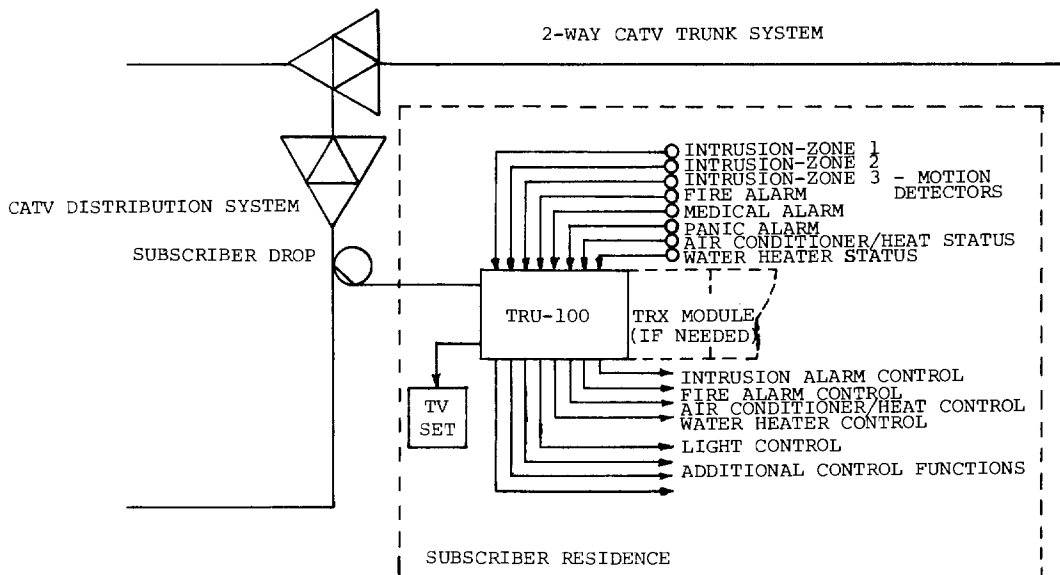 2-WAY CATV TRUNK SYSTEM
INTRUSION-ZONE 1
INTRUSION-ZONE 2
INTRUSION-ZONE 3 - MOTION
DETECTORS
FIRE ALARM
MEDICAL ALARM
PANIC ALARM
AIR CONDITIONER/HEAT STATUS
WATER HEATER STATUS
CATV DISTRIBUTION SYSTEM
SUBSCRIBER DROP
TRU-100
TRX MODULE
(IF NEEDED)
TV
SET
INTRUSION ALARM CONTROL
FIRE ALARM CONTROL
AIR CONDITIONER/HEAT CONTROL
WATER HEATER CONTROL
LIGHT CONTROL
ADDITIONAL CONTROL FUNCTIONS
SUBSCRIBER RESIDENCE